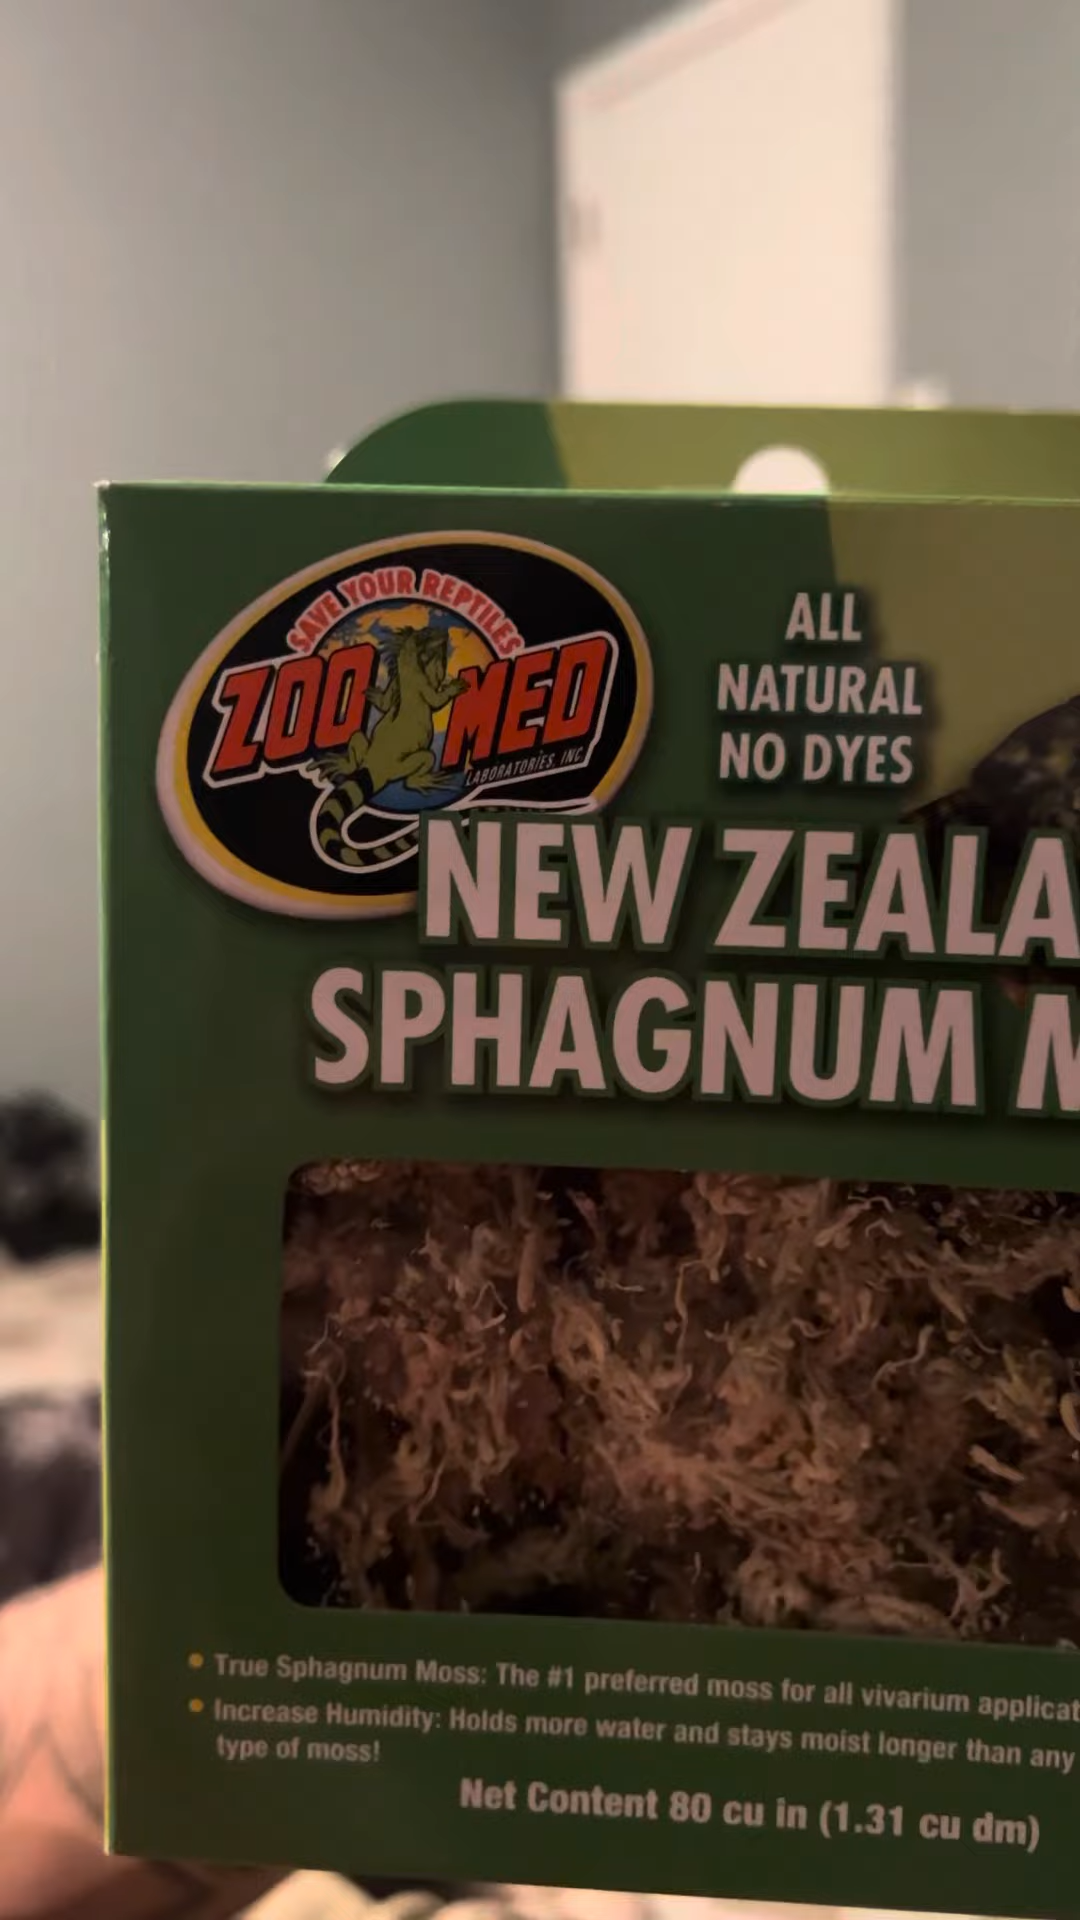 SAVE YOUR REPTILES
ZOO MED
LABORATORIES, INC
ALL
NATURAL
NO DYES
NEW ZEALA
SPHAGNUM M
True Sphagnum Moss: The #1 preferred moss for all vivarium applicat
Increase Humidity: Holds more water and stays moist longer than any
type of moss!
Net Content 80 cu in (1.31 cu dm)